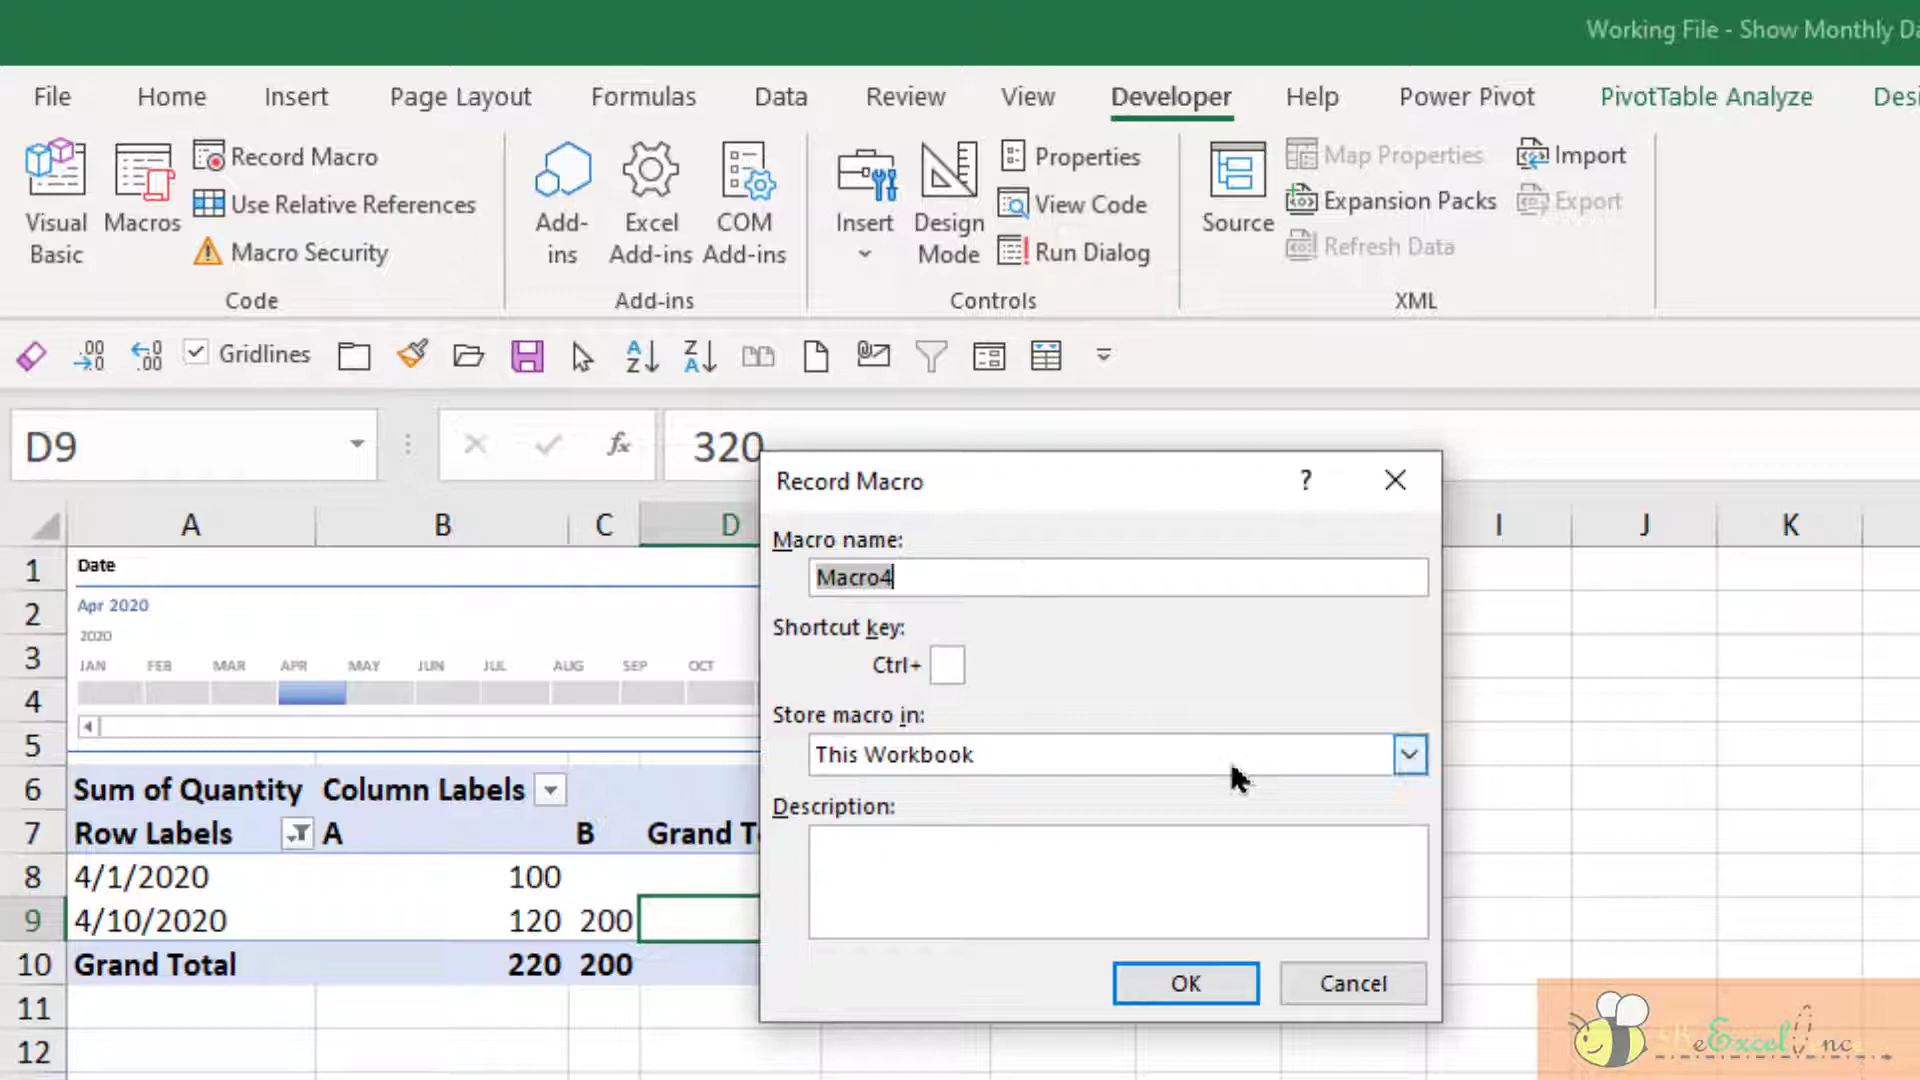 Working File - Show Monthly Da
File Home Insert Page Layout Formulas Data Review View Developer Help Power Pivot PivotTable Analyze Desi
Visual Basic
Macros
Record Macro
Use Relative References
Macro Security
Code
Add-ins
Excel Add-ins
COM Add-ins
Add-ins
Insert
Design Mode
Properties
View Code
Run Dialog
Controls
Source
Map Properties
Expansion Packs
Refresh Data
Import
Export
XML
Gridlines
D9
fx
320
A B C D I J K
Record Macro
Macro name:
Macro4
Shortcut key:
Ctrl+
Store macro in:
This Workbook
Description:
OK Cancel
1 Date
2 Apr 2020
2020
3 JAN FEB MAR APR MAY JUN JUL AUG SEP OCT
4
5
6 Sum of Quantity Column Labels
7 Row Labels A B Grand T
8 4/1/2020 100
9 4/10/2020 120 200
10 Grand Total 220 200
11
12